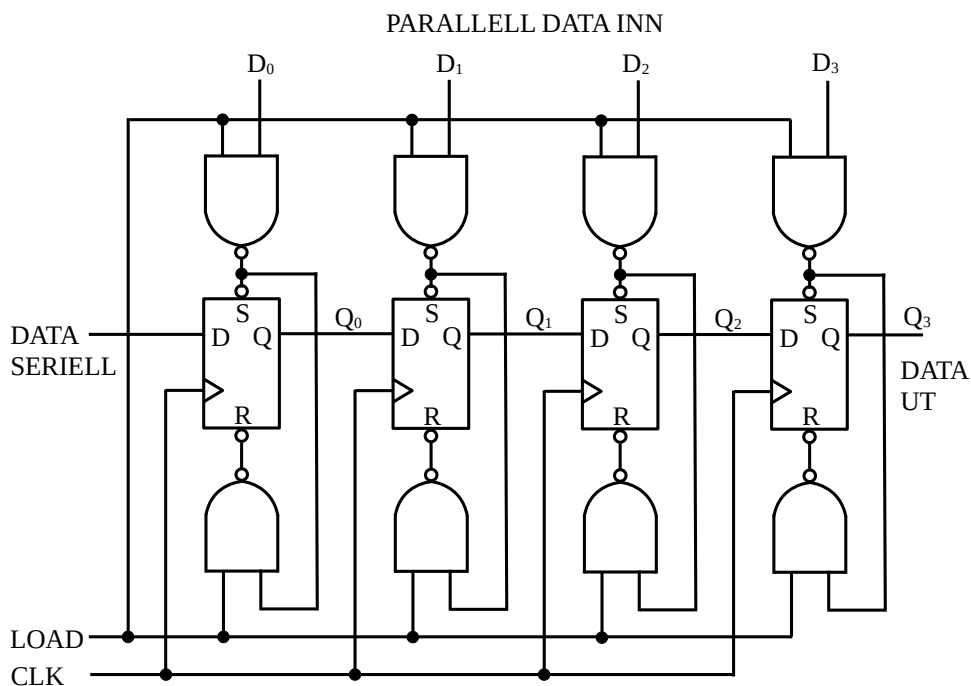 PARALLELL DATA INN
D0 D1 D2 D3
S S S S
DATA SERIELL
D Q Q0 D Q Q1 D Q Q2 D Q Q3
DATA UT
R R R R
LOAD
CLK